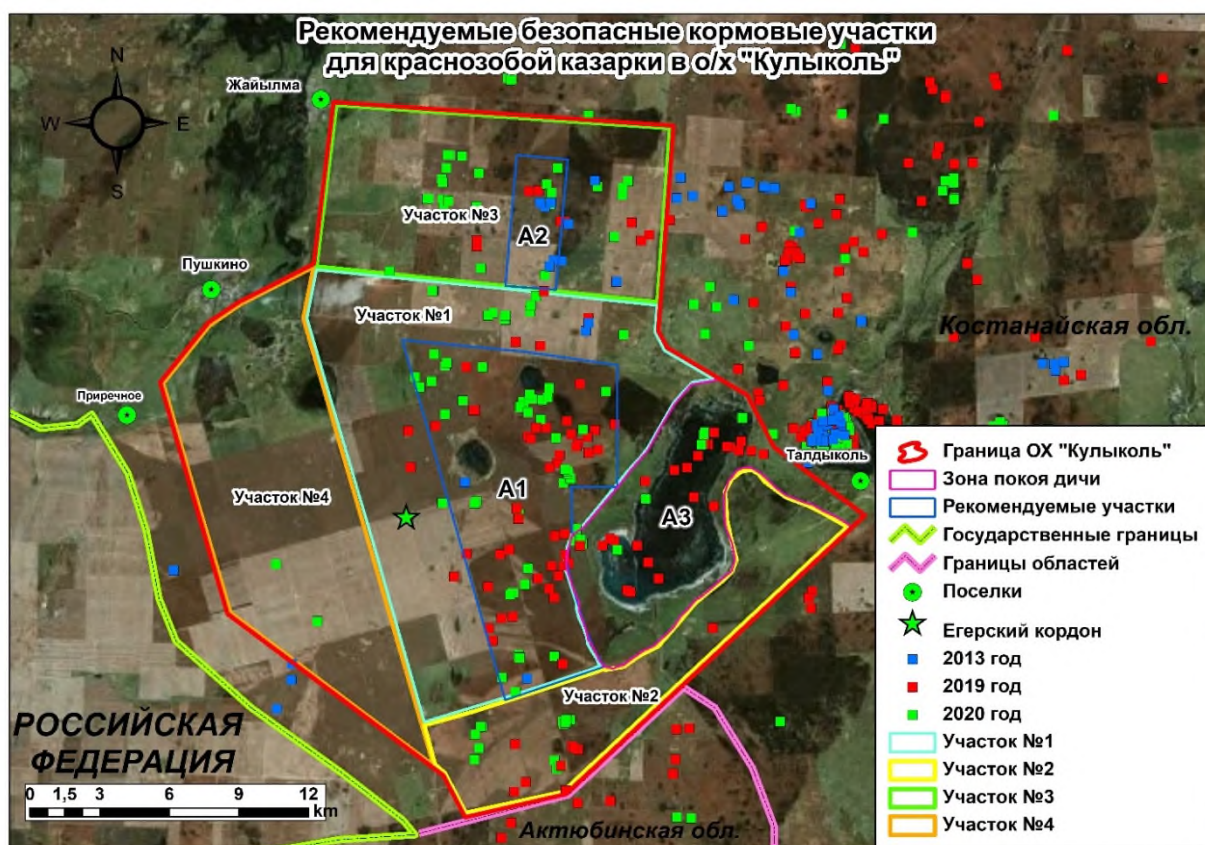 Рекомендуемые безопасные кормовые участки
для краснозобой казарки в о/х "Кулыколь"
Жайылма
N
W
E
S
Участок №3
А2
Пушкино
Участок №1
Костанайская обл.
Приречное
Талдыколь
Участок №4
А1
А3
Участок №2
РОССИЙСКАЯ
ФЕДЕРАЦИЯ
0 1,5 3 6 9 12
km
Актюбинская обл.
Граница ОХ "Кулыколь"
Зона покоя дичи
Рекомендуемые участки
Государственные границы
Границы областей
Поселки
Егерский кордон
2013 год
2019 год
2020 год
Участок №1
Участок №2
Участок №3
Участок №4